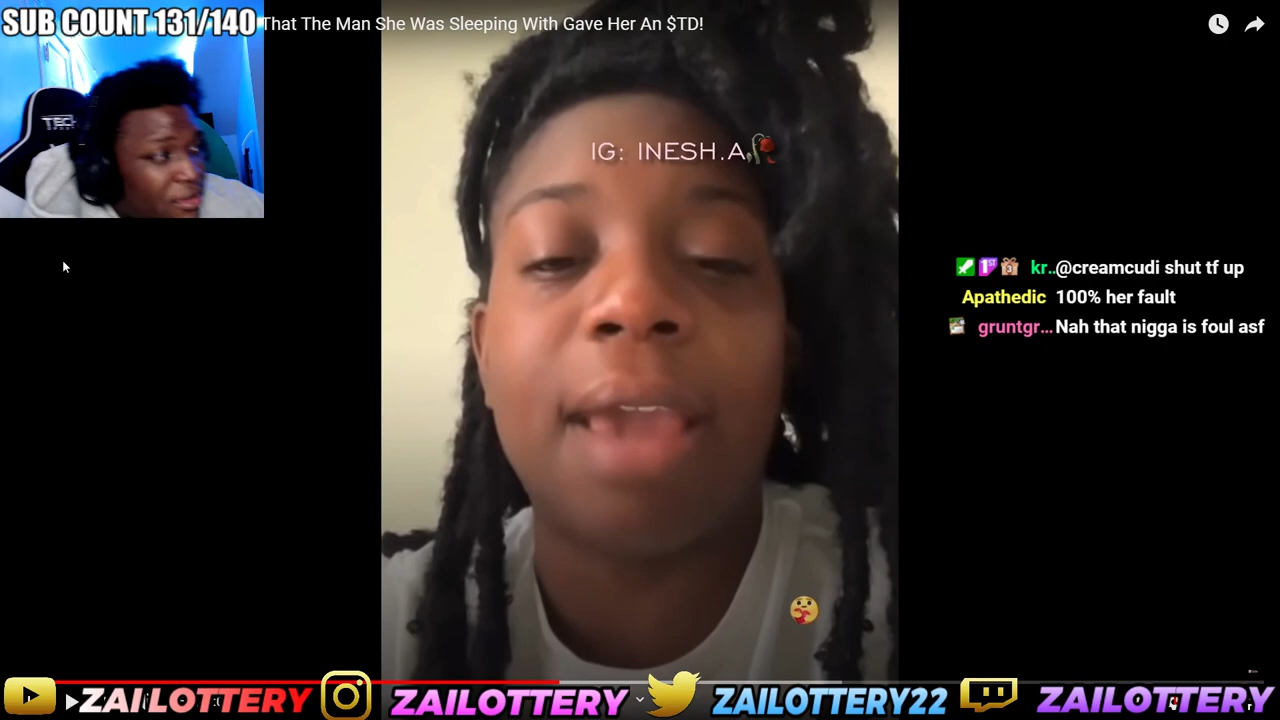 SUB COUNT 131/140
That The Man She Was Sleeping With Gave Her An $TD!
TECH
IG: INESH.A
kr..@creamcudi shut tf up
Apathedic 100% her fault
gruntgr... Nah that nigga is foul asf
ZAILOTTERY
ZAILOTTERY
ZAILOTTERY22
ZAILOTTERY